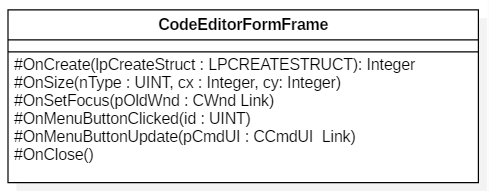 CodeEditorFormFrame
#OnCreate(lpCreateStruct : LPCREATESTRUCT): Integer
#OnSize(nType : UINT, cx : Integer, cy: Integer)
#OnSetFocus(pOldWnd : CWnd Link)
#OnMenuButtonClicked(id : UINT)
#OnMenuButtonUpdate(pCmdUI : CCmdUI  Link)
#OnClose()